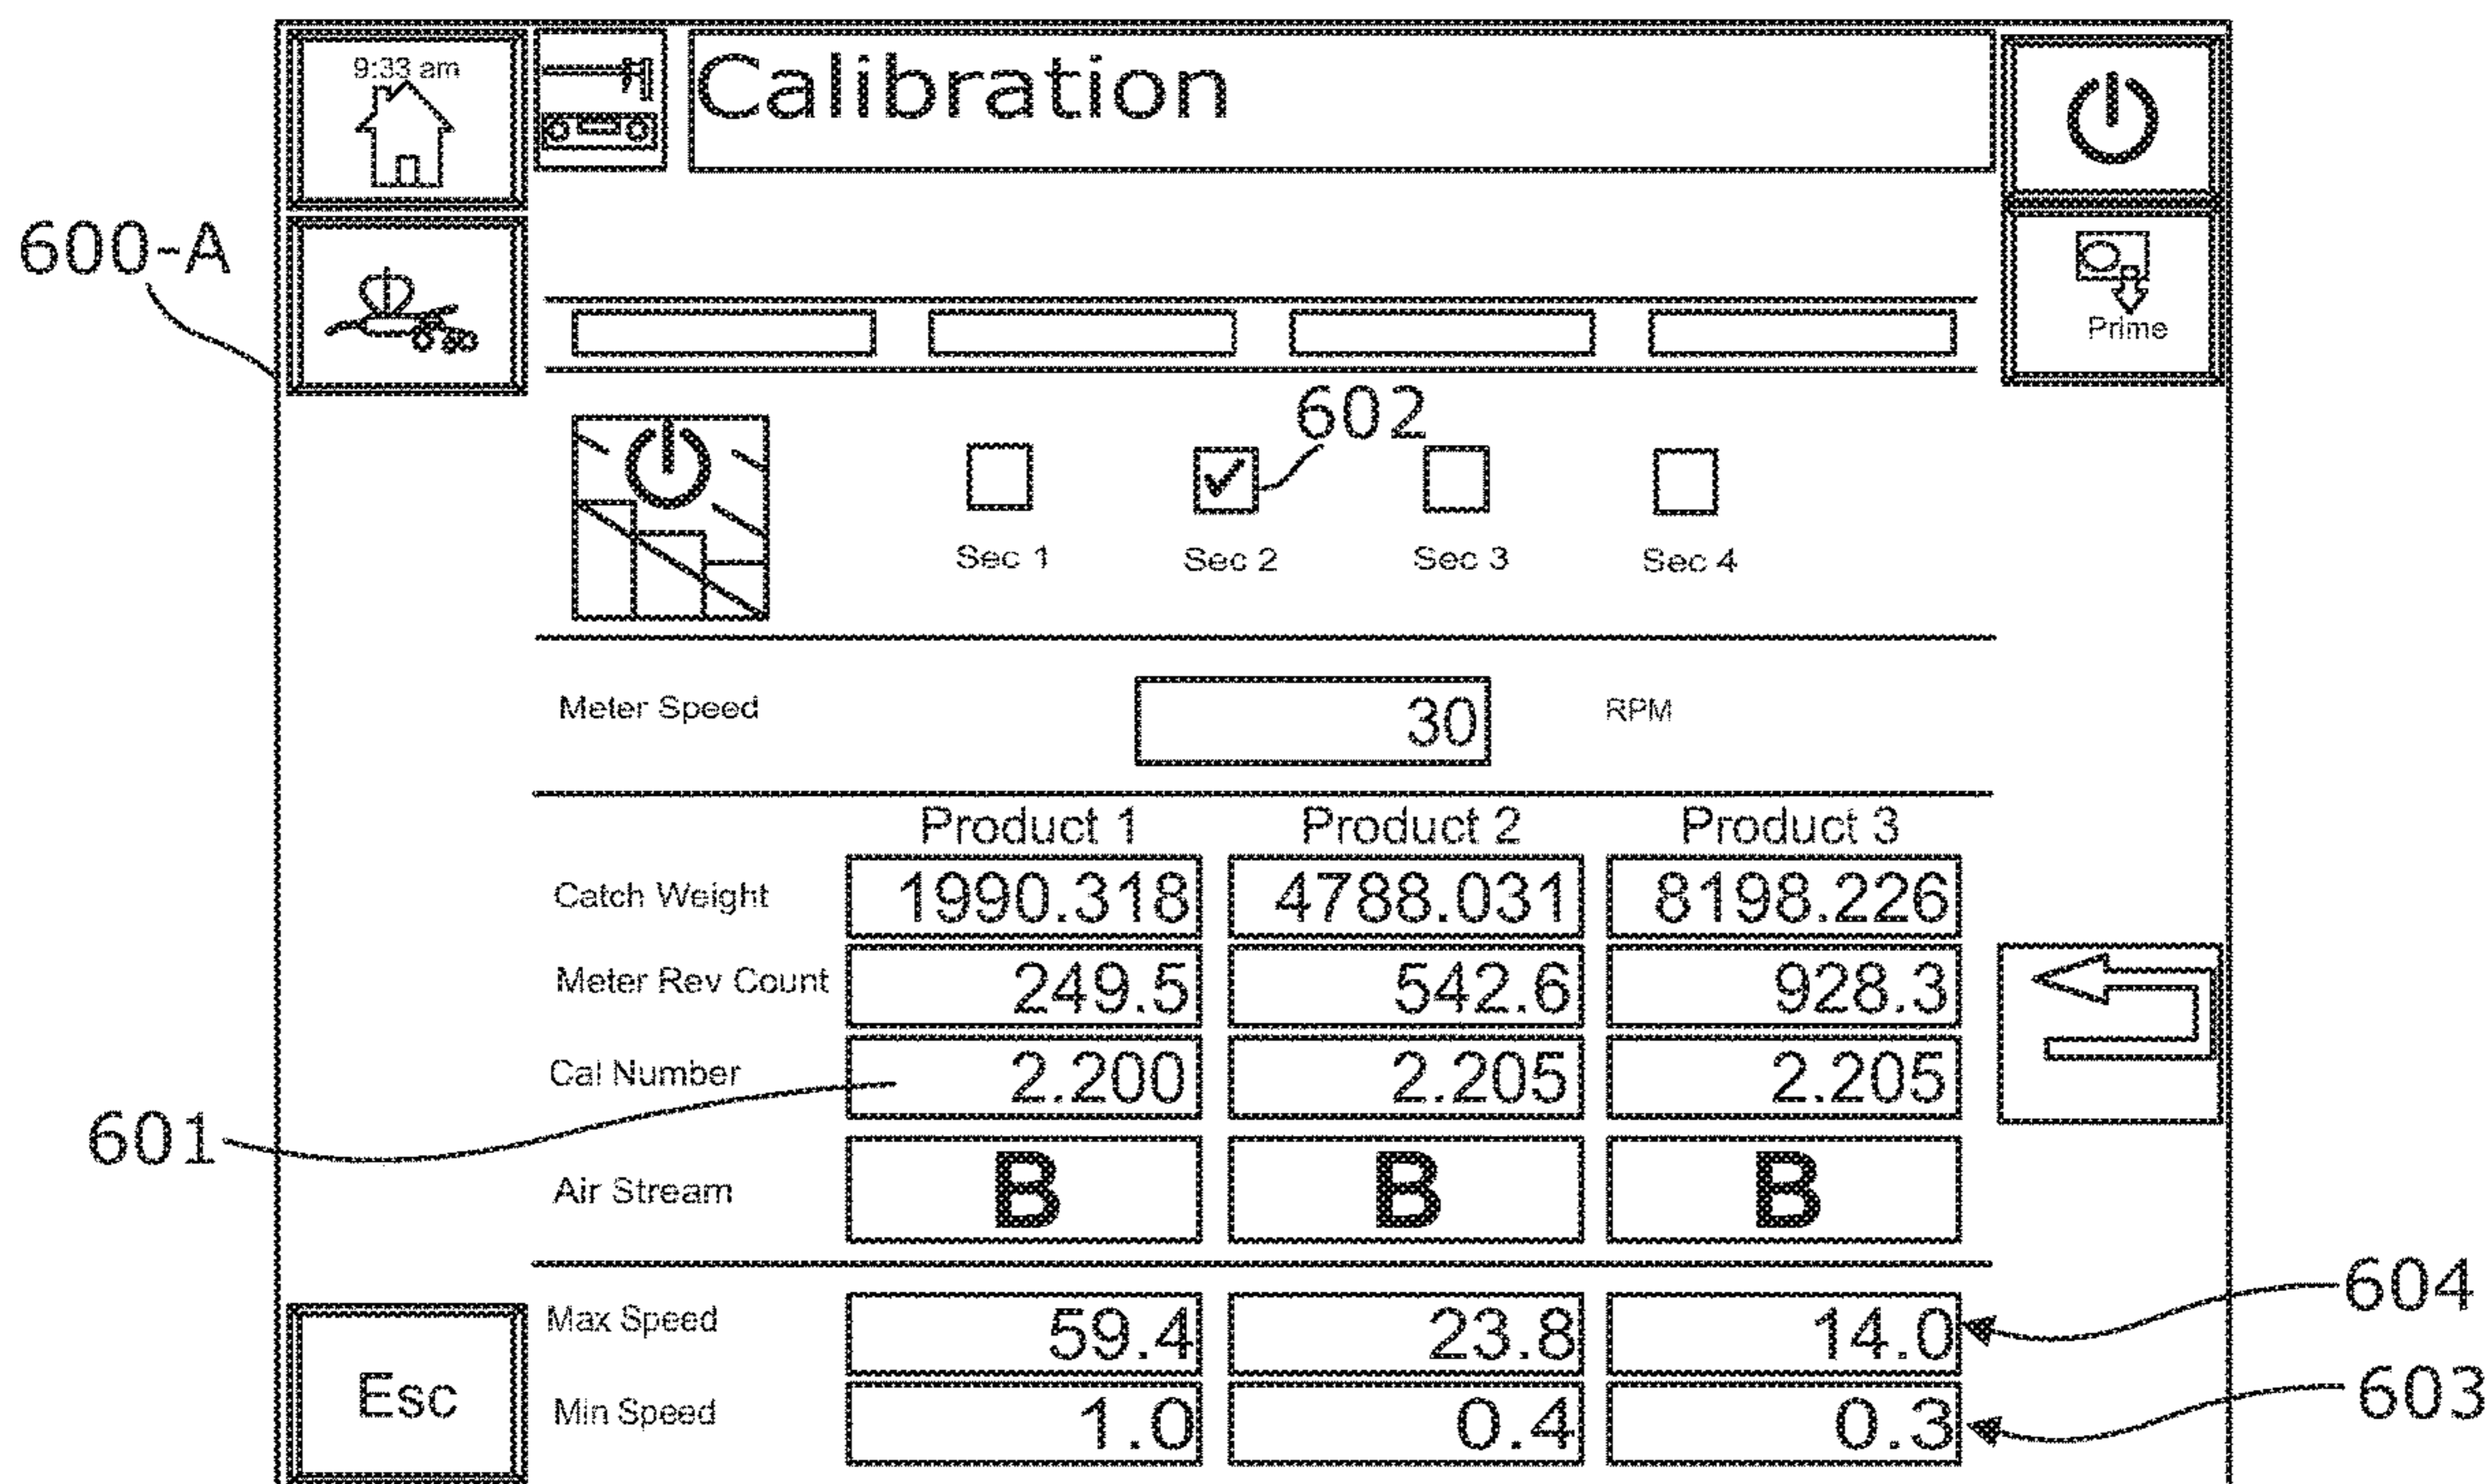 9:33 am
Calibration
600-A
Prime
602
Sec 1 Sec 2 Sec 3 Sec 4
Meter Speed 30 RPM
Product 1 Product 2 Product 3
Catch Weight 1990.318 4788.031 8198.226
Meter Rev Count 249.5 542.6 928.3
Cal Number 2.200 2.205 2.205
601
Air Stream B B B
604
Max Speed 59.4 23.8 14.0
603
Esc
Min Speed 1.0 0.4 0.3